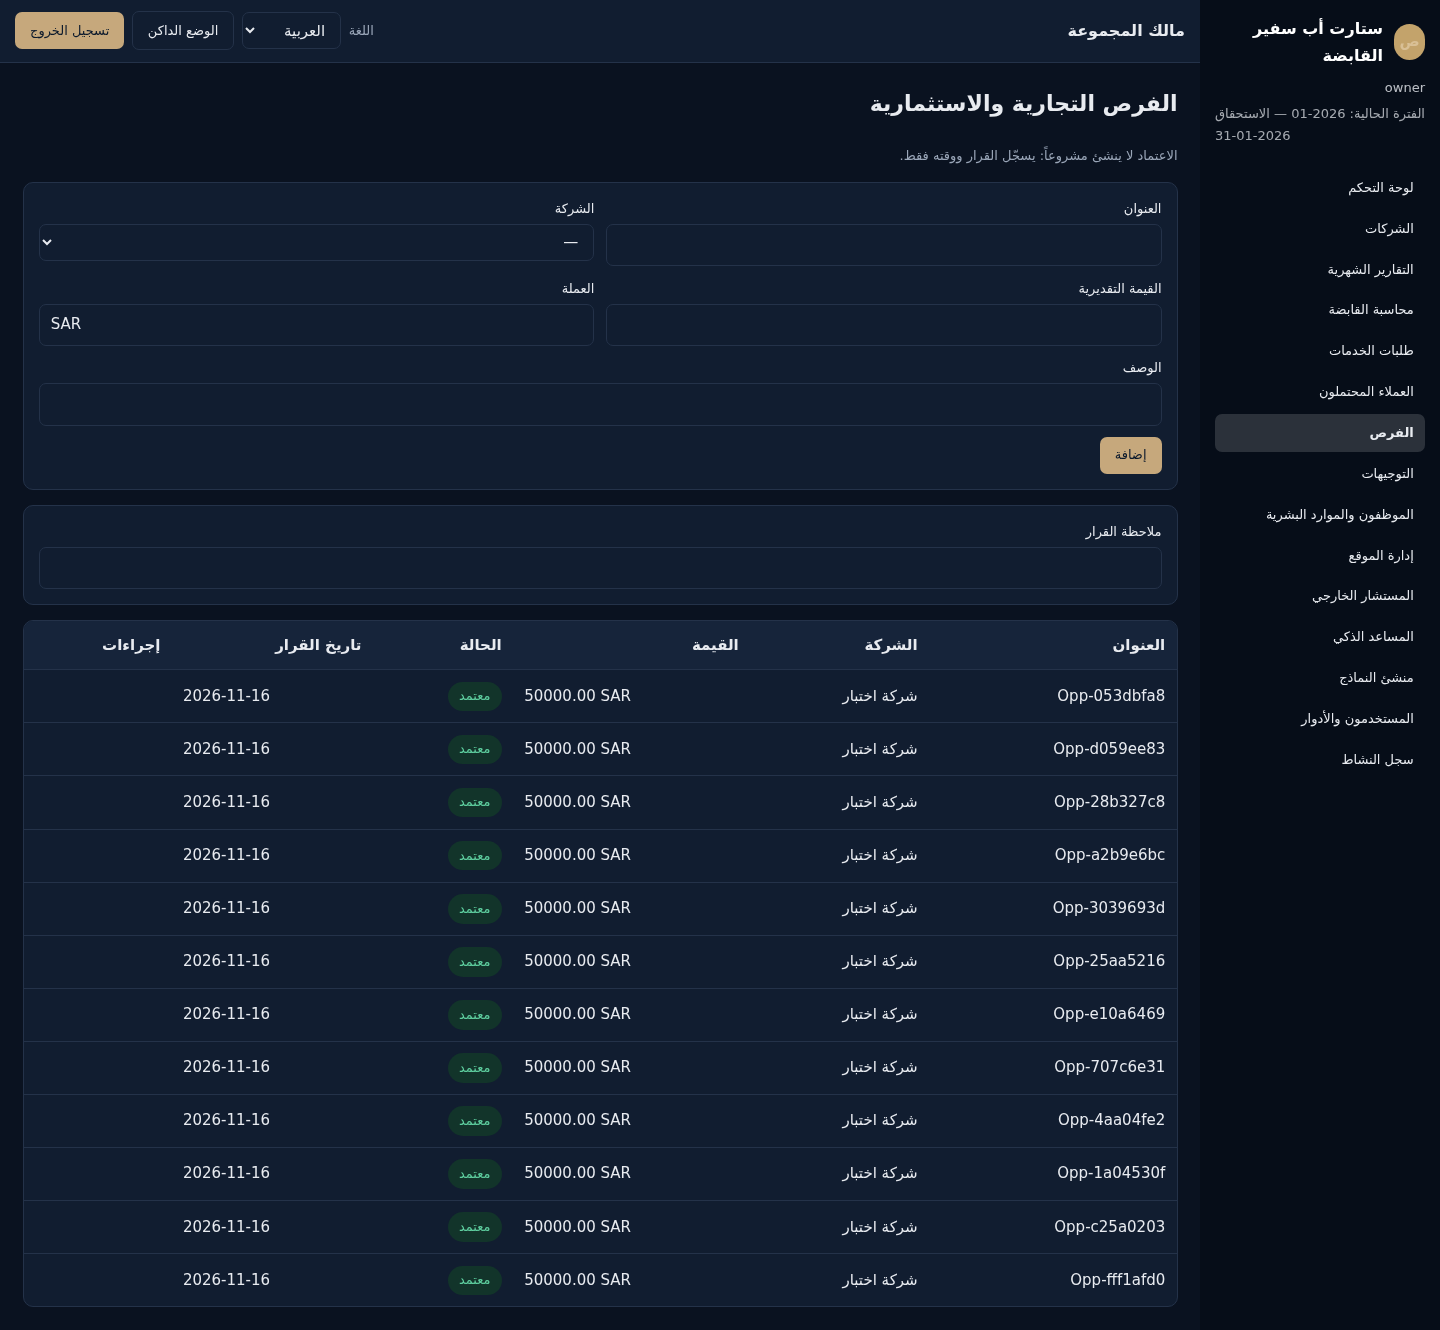 ص
ستارت أب سفير
القابضة
owner
الفترة الحالية: 2026-01 — الاستحقاق
2026-01-31
لوحة التحكم
الشركات
التقارير الشهرية
محاسبة القابضة
طلبات الخدمات
العملاء المحتملون
الفرص
التوجيهات
الموظفون والموارد البشرية
إدارة الموقع
المستشار الخارجي
المساعد الذكي
منشئ النماذج
المستخدمون والأدوار
سجل النشاط
مالك المجموعة
اللغة العربية الوضع الداكن تسجيل الخروج
الفرص التجارية والاستثمارية
الاعتماد لا ينشئ مشروعاً: يسجّل القرار ووقته فقط.
العنوان الشركة
—
القيمة التقديرية العملة
SAR
الوصف
إضافة
ملاحظة القرار
العنوان الشركة القيمة الحالة تاريخ القرار إجراءات
Opp-053dbfa8 شركة اختبار 50000.00 SAR معتمد 2026-11-16
Opp-d059ee83 شركة اختبار 50000.00 SAR معتمد 2026-11-16
Opp-28b327c8 شركة اختبار 50000.00 SAR معتمد 2026-11-16
Opp-a2b9e6bc شركة اختبار 50000.00 SAR معتمد 2026-11-16
Opp-3039693d شركة اختبار 50000.00 SAR معتمد 2026-11-16
Opp-25aa5216 شركة اختبار 50000.00 SAR معتمد 2026-11-16
Opp-e10a6469 شركة اختبار 50000.00 SAR معتمد 2026-11-16
Opp-707c6e31 شركة اختبار 50000.00 SAR معتمد 2026-11-16
Opp-4aa04fe2 شركة اختبار 50000.00 SAR معتمد 2026-11-16
Opp-1a04530f شركة اختبار 50000.00 SAR معتمد 2026-11-16
Opp-c25a0203 شركة اختبار 50000.00 SAR معتمد 2026-11-16
Opp-fff1afd0 شركة اختبار 50000.00 SAR معتمد 2026-11-16